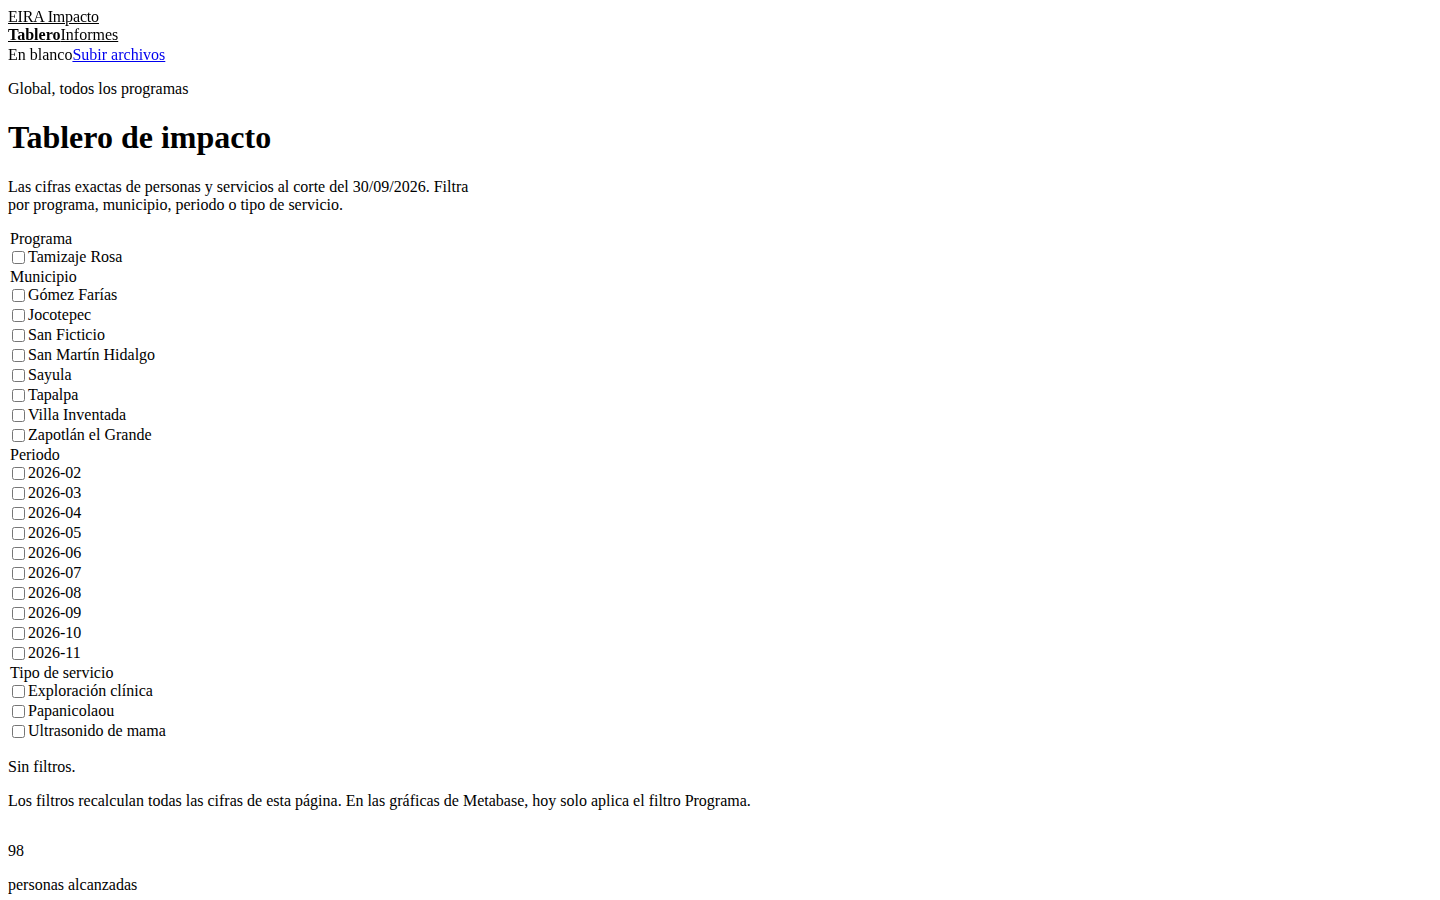 EIRA Impacto
TableroInformes
En blancoSubir archivos
Global, todos los programas
Tablero de impacto
Las cifras exactas de personas y servicios al corte del 30/09/2026. Filtra
por programa, municipio, periodo o tipo de servicio.
Programa
Tamizaje Rosa
Municipio
Gómez Farías
Jocotepec
San Ficticio
San Martín Hidalgo
Sayula
Tapalpa
Villa Inventada
Zapotlán el Grande
Periodo
2026-02
2026-03
2026-04
2026-05
2026-06
2026-07
2026-08
2026-09
2026-10
2026-11
Tipo de servicio
Exploración clínica
Papanicolaou
Ultrasonido de mama
Sin filtros.
Los filtros recalculan todas las cifras de esta página. En las gráficas de Metabase, hoy solo aplica el filtro Programa.
98
personas alcanzadas